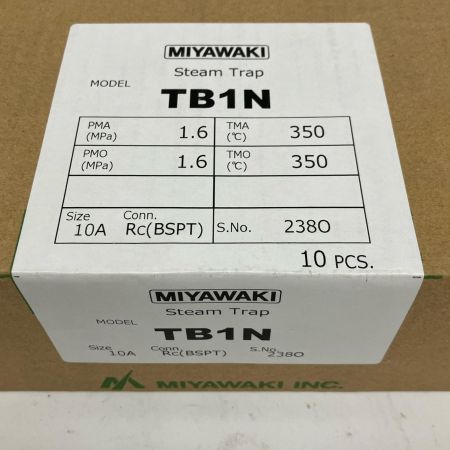 MIYAWAKI
Steam Trap
MODEL TB1N
PMA (MPa) 1.6 TMA (℃) 350
PMO (MPa) 1.6 TMO (℃) 350
Size 10A Conn. Rc(BSPT) S.No. 238O
10 PCS.
MIYAWAKI
Steam Trap
MODEL TB1N
Size 10A Conn. Rc(BSPT) S.No. 238O
MIYAWAKI INC.